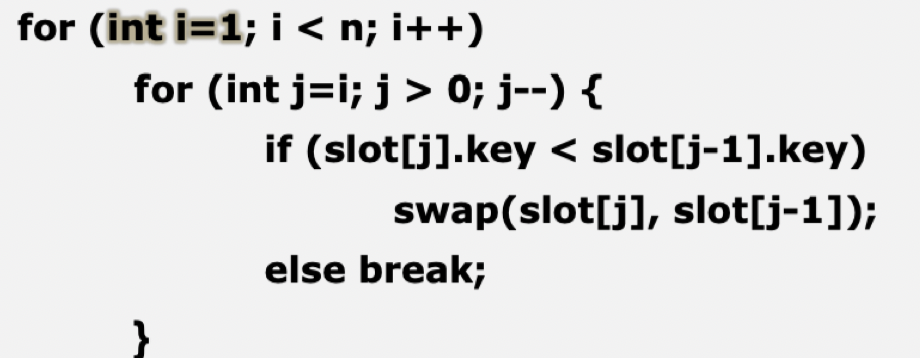 for (int i=1; i < n; i++)
for (int j=i; j > 0; j--) {
if (slot[j].key < slot[j-1].key)
swap(slot[j], slot[j-1]);
else break;
}